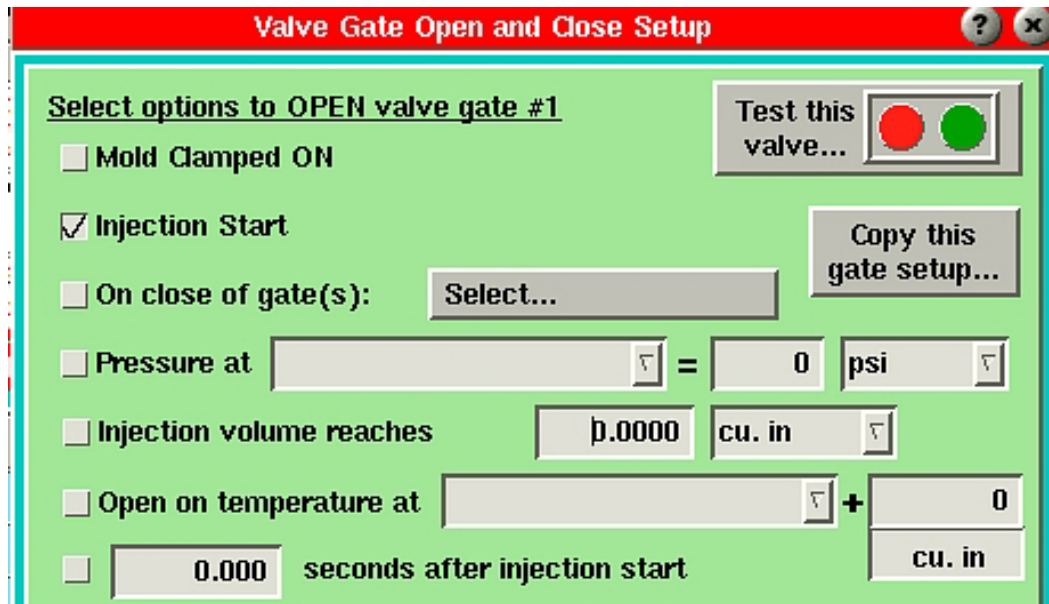 Valve Gate Open and Close Setup ? x
Select options to OPEN valve gate #1
Test this
valve...
Mold Clamped ON
Injection Start
Copy this
gate setup...
On close of gate(s): Select...
Pressure at = 0 psi
Injection volume reaches 0.0000 cu. in
Open on temperature at + 0
cu. in
0.000 seconds after injection start